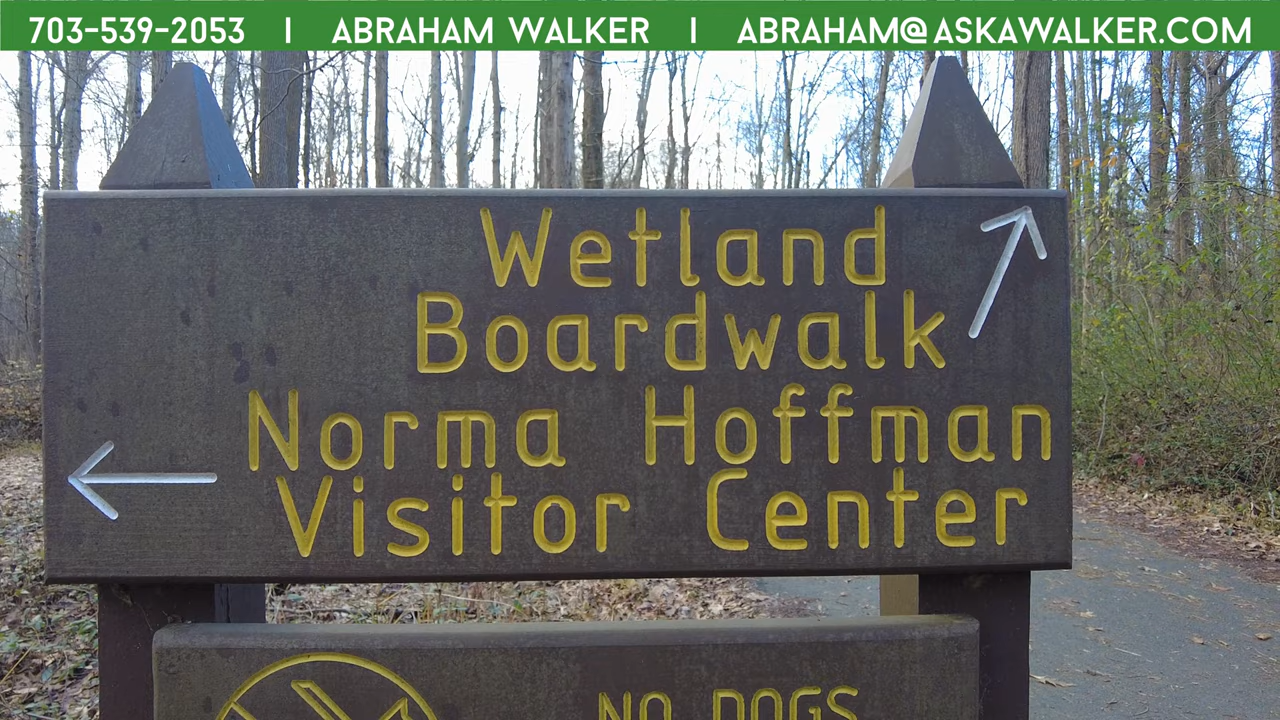 703-539-2053 | ABRAHAM WALKER | ABRAHAM@ASKAWALKER.COM
Wetland
Boardwalk
Norma Hoffman
Visitor Center
NO DOGS